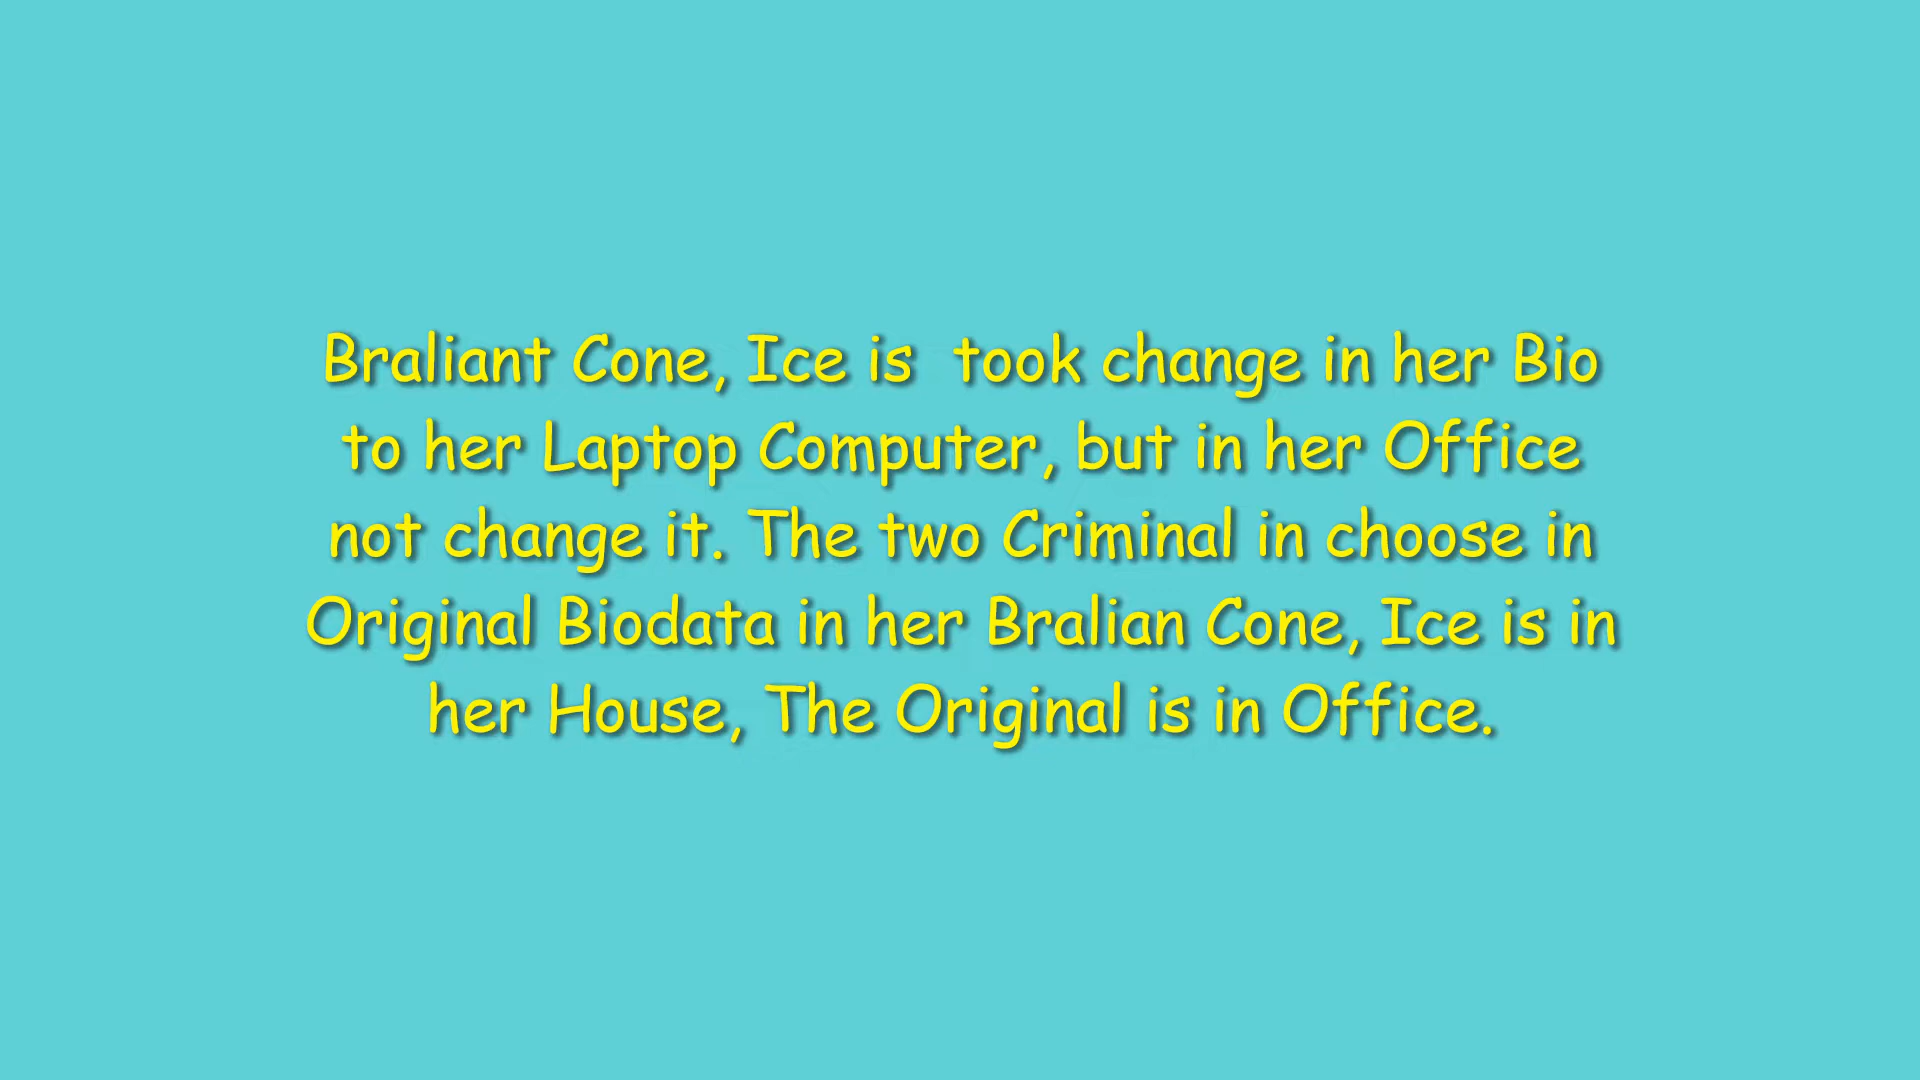 Braliant Cone, Ice is  took change in her Bio
to her Laptop Computer, but in her Office
not change it. The two Criminal in choose in
Original Biodata in her Bralian Cone, Ice is in
her House, The Original is in Office.